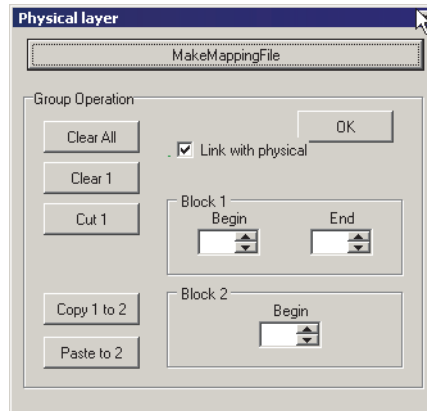 Physical layer
MakeMappingFile
Group Operation
Clear All
OK
Link with physical
Clear 1
Cut 1
Block 1
Begin End
Copy 1 to 2
Block 2
Begin
Paste to 2